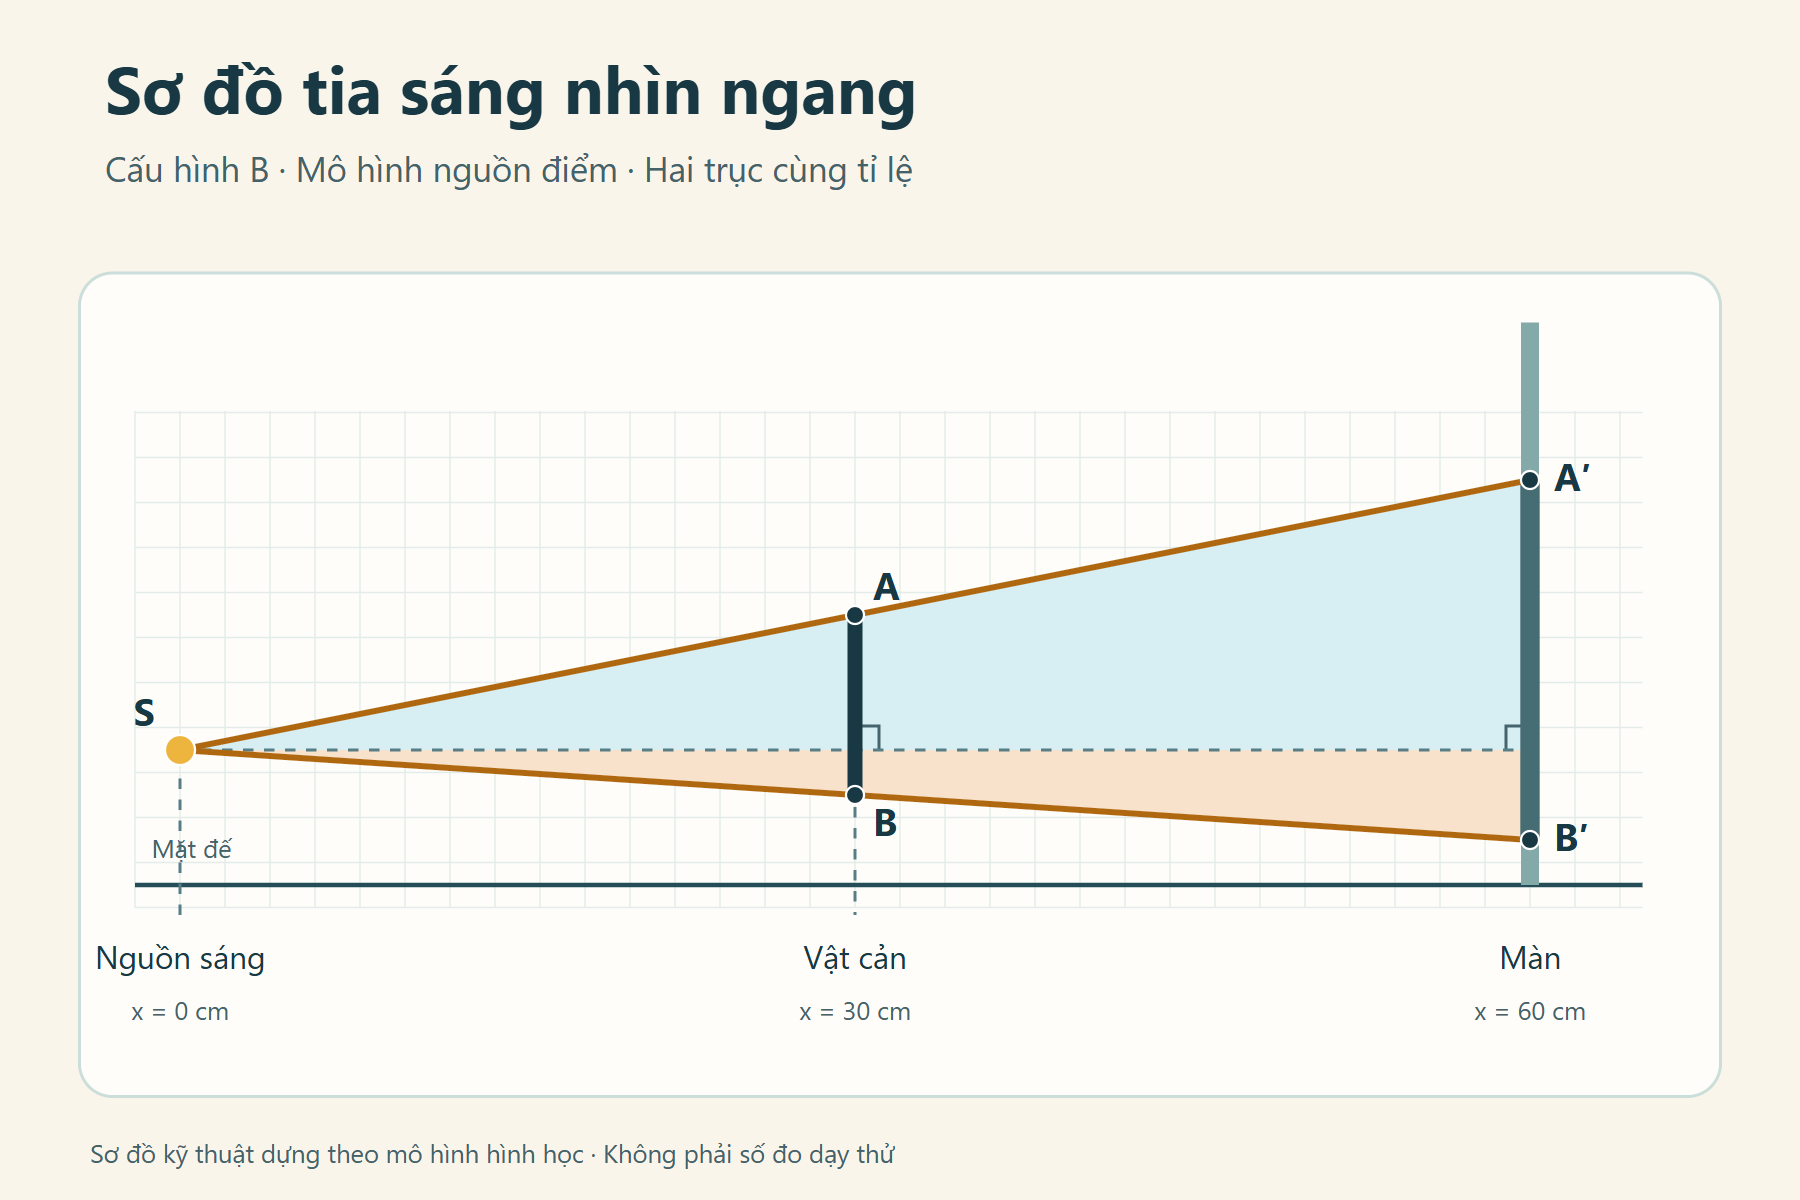 Sơ đồ tia sáng nhìn ngang
Cấu hình B · Mô hình nguồn điểm · Hai trục cùng tỉ lệ
A′
A
S
B
B′
Mặt đế
Nguồn sáng
Vật cản
Màn
x = 0 cm
x = 30 cm
x = 60 cm
Sơ đồ kỹ thuật dựng theo mô hình hình học · Không phải số đo dạy thử